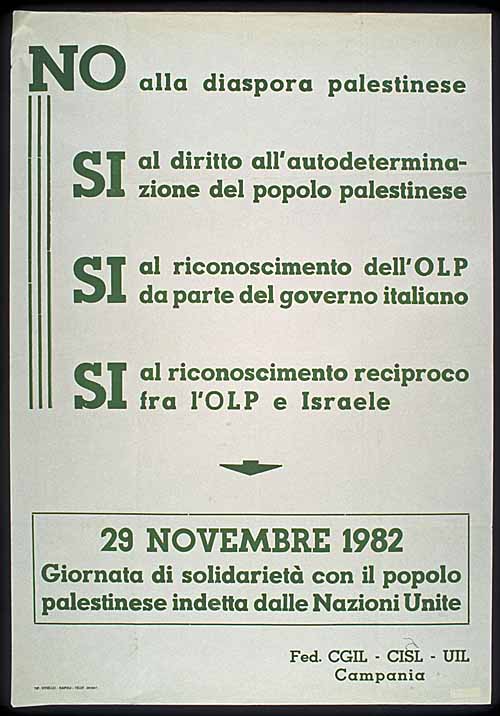 NO alla diaspora palestinese
SI al diritto all'autodetermina-
zione del popolo palestinese
SI al riconoscimento dell'OLP
da parte del governo italiano
SI al riconoscimento reciproco
fra l'OLP e Israele
29 NOVEMBRE 1982
Giornata di solidarietà con il popolo
palestinese indetta dalle Nazioni Unite
Fed. CGIL - CISL - UIL
Campania